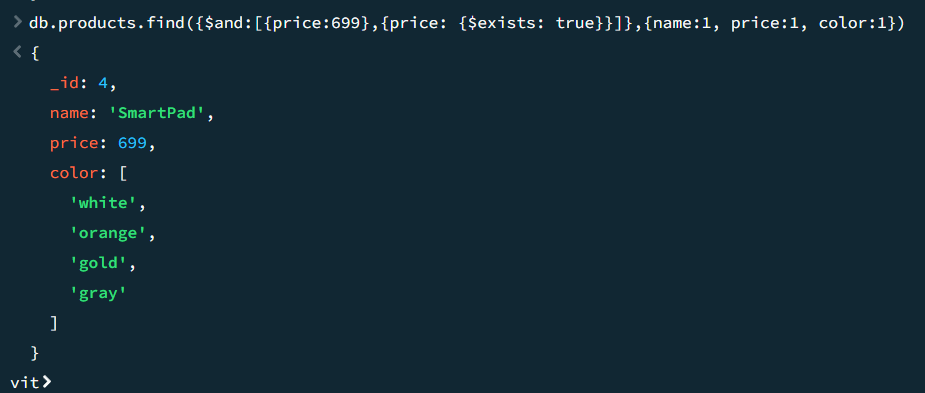 > db.products.find({$and:[{price:699},{price: {$exists: true}}]},{name:1, price:1, color:1})
< {
_id: 4,
name: 'SmartPad',
price: 699,
color: [
'white',
'orange',
'gold',
'gray'
]
}
vit>